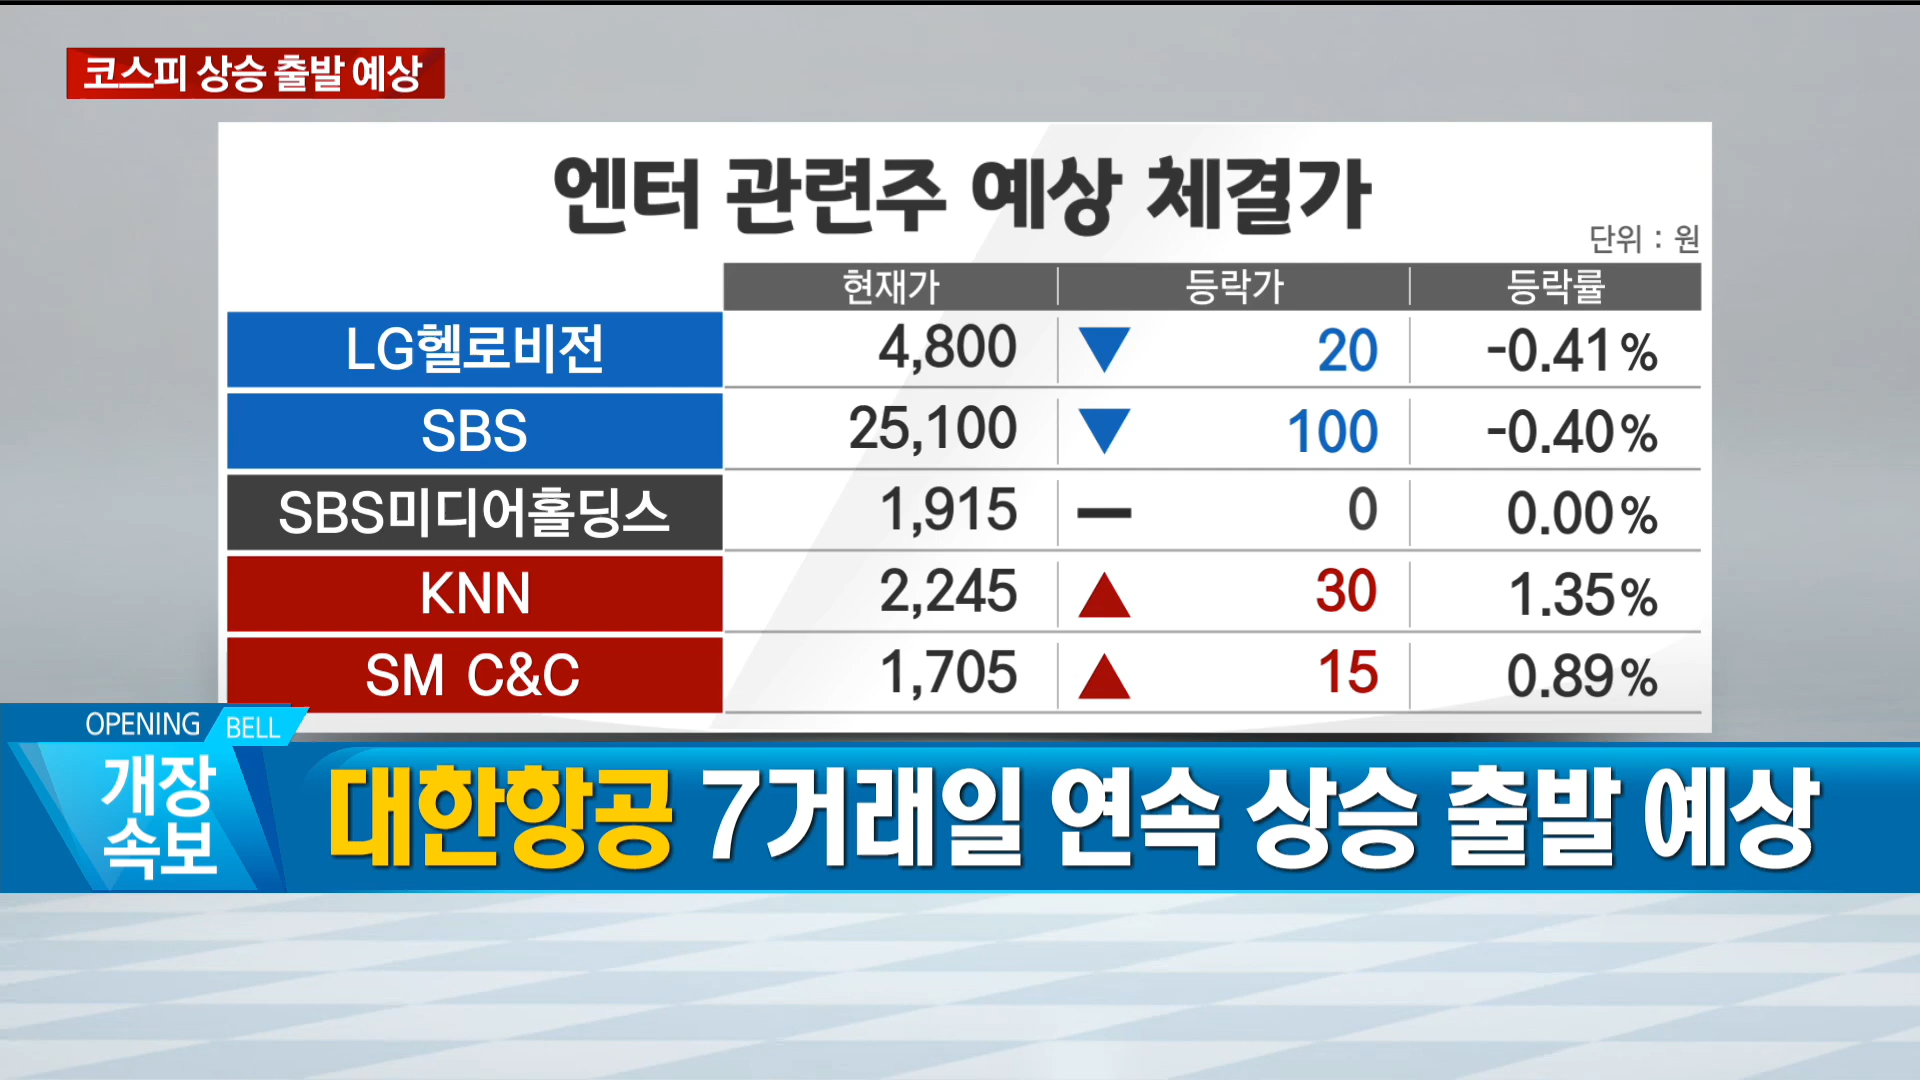 코스피 상승 출발 예상
엔터 관련주 예상 체결가
단위 : 원
현재가 등락가 등락률
LG헬로비전 4,800 ▼ 20 -0.41%
SBS 25,100 ▼ 100 -0.40%
SBS미디어홀딩스 1,915 — 0 0.00%
KNN 2,245 ▲ 30 1.35%
SM C&C 1,705 ▲ 15 0.89%
OPENING BELL
개장
속보
대한항공 7거래일 연속 상승 출발 예상